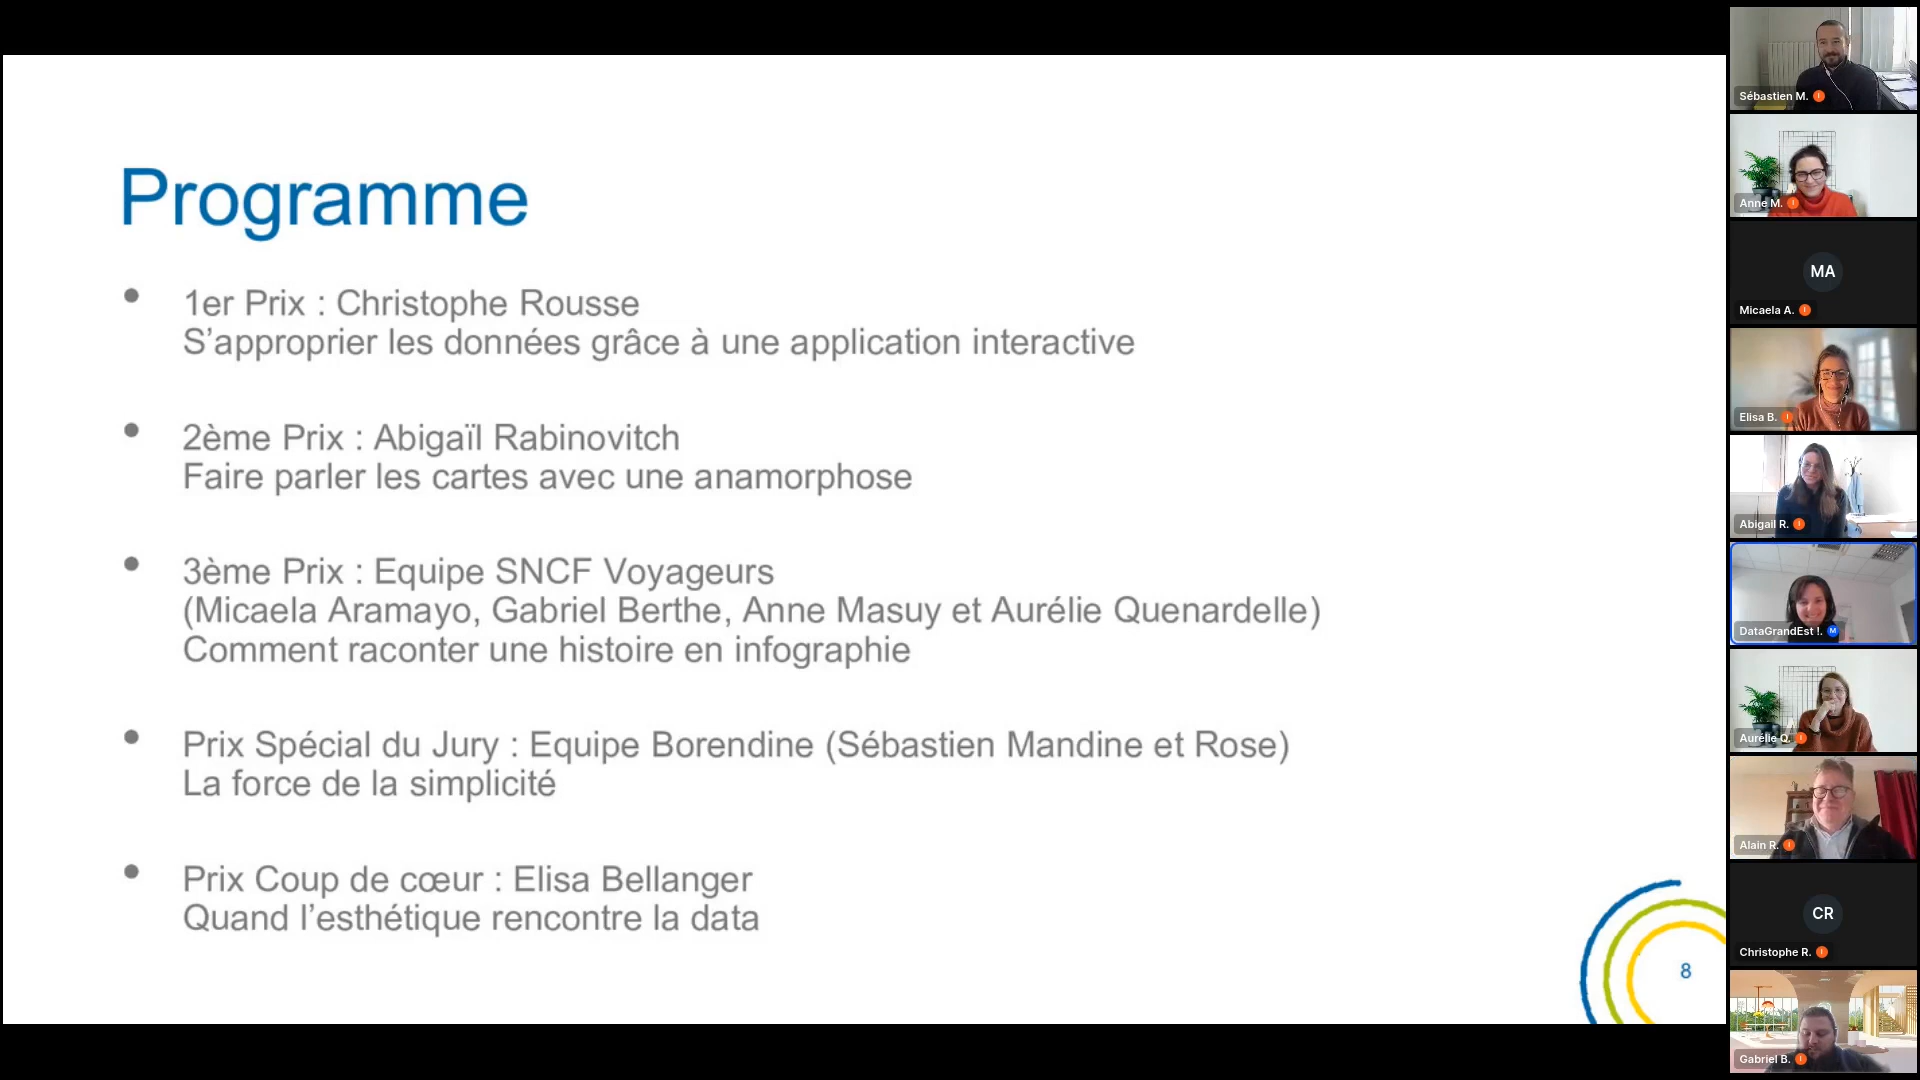 Programme
1er Prix : Christophe Rousse
S’approprier les données grâce à une application interactive
2ème Prix : Abigaïl Rabinovitch
Faire parler les cartes avec une anamorphose
3ème Prix : Equipe SNCF Voyageurs
(Micaela Aramayo, Gabriel Berthe, Anne Masuy et Aurélie Quenardelle)
Comment raconter une histoire en infographie
Prix Spécial du Jury : Equipe Borendine (Sébastien Mandine et Rose)
La force de la simplicité
Prix Coup de cœur : Elisa Bellanger
Quand l’esthétique rencontre la data
8
Sébastien M. I
Anne M. I
MA
Micaela A. I
Elisa B. I
Abigail R. I
DataGrandEst !. M
Aurélie Q. I
Alain R. I
CR
Christophe R. I
Gabriel B. I